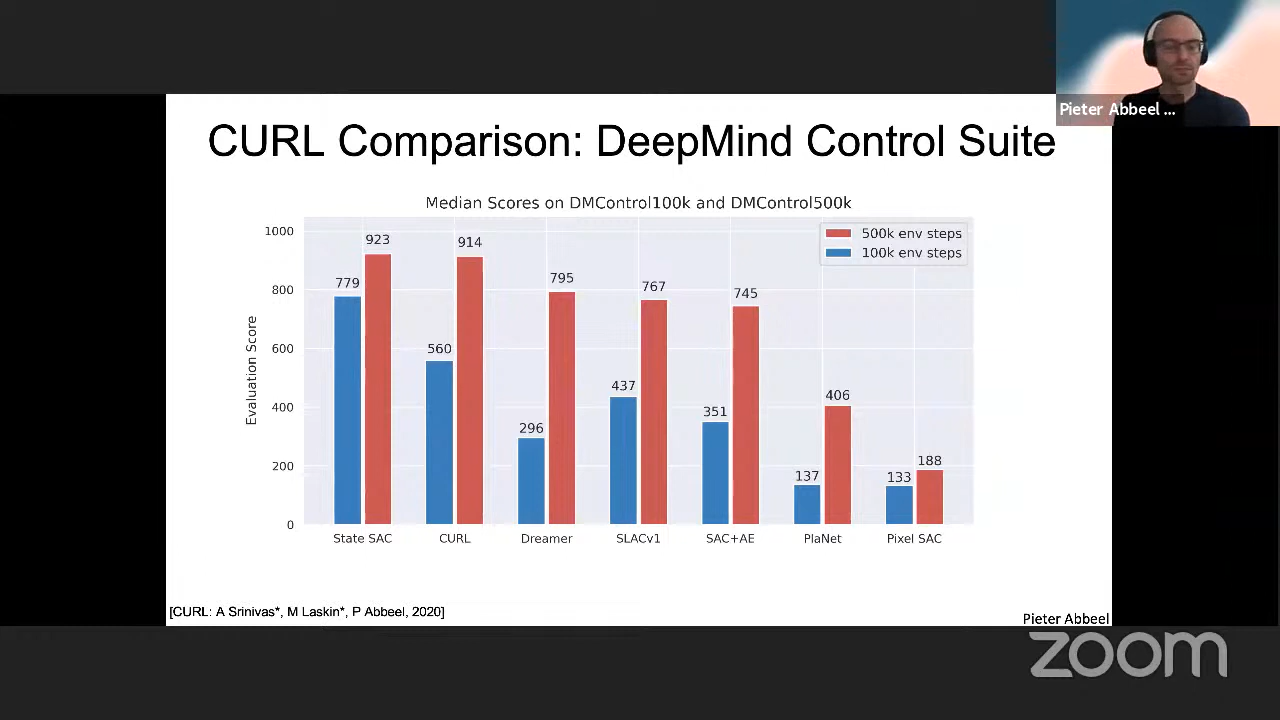 Pieter Abbeel ...
CURL Comparison: DeepMind Control Suite
Median Scores on DMControl100k and DMControl500k
500k env steps
100k env steps
Evaluation Score
1000
800
600
400
200
0
779
923
560
914
296
795
437
767
351
745
137
406
133
188
State SAC
CURL
Dreamer
SLACv1
SAC+AE
PlaNet
Pixel SAC
[CURL: A Srinivas*, M Laskin*, P Abbeel, 2020]
Pieter Abbeel
zoom